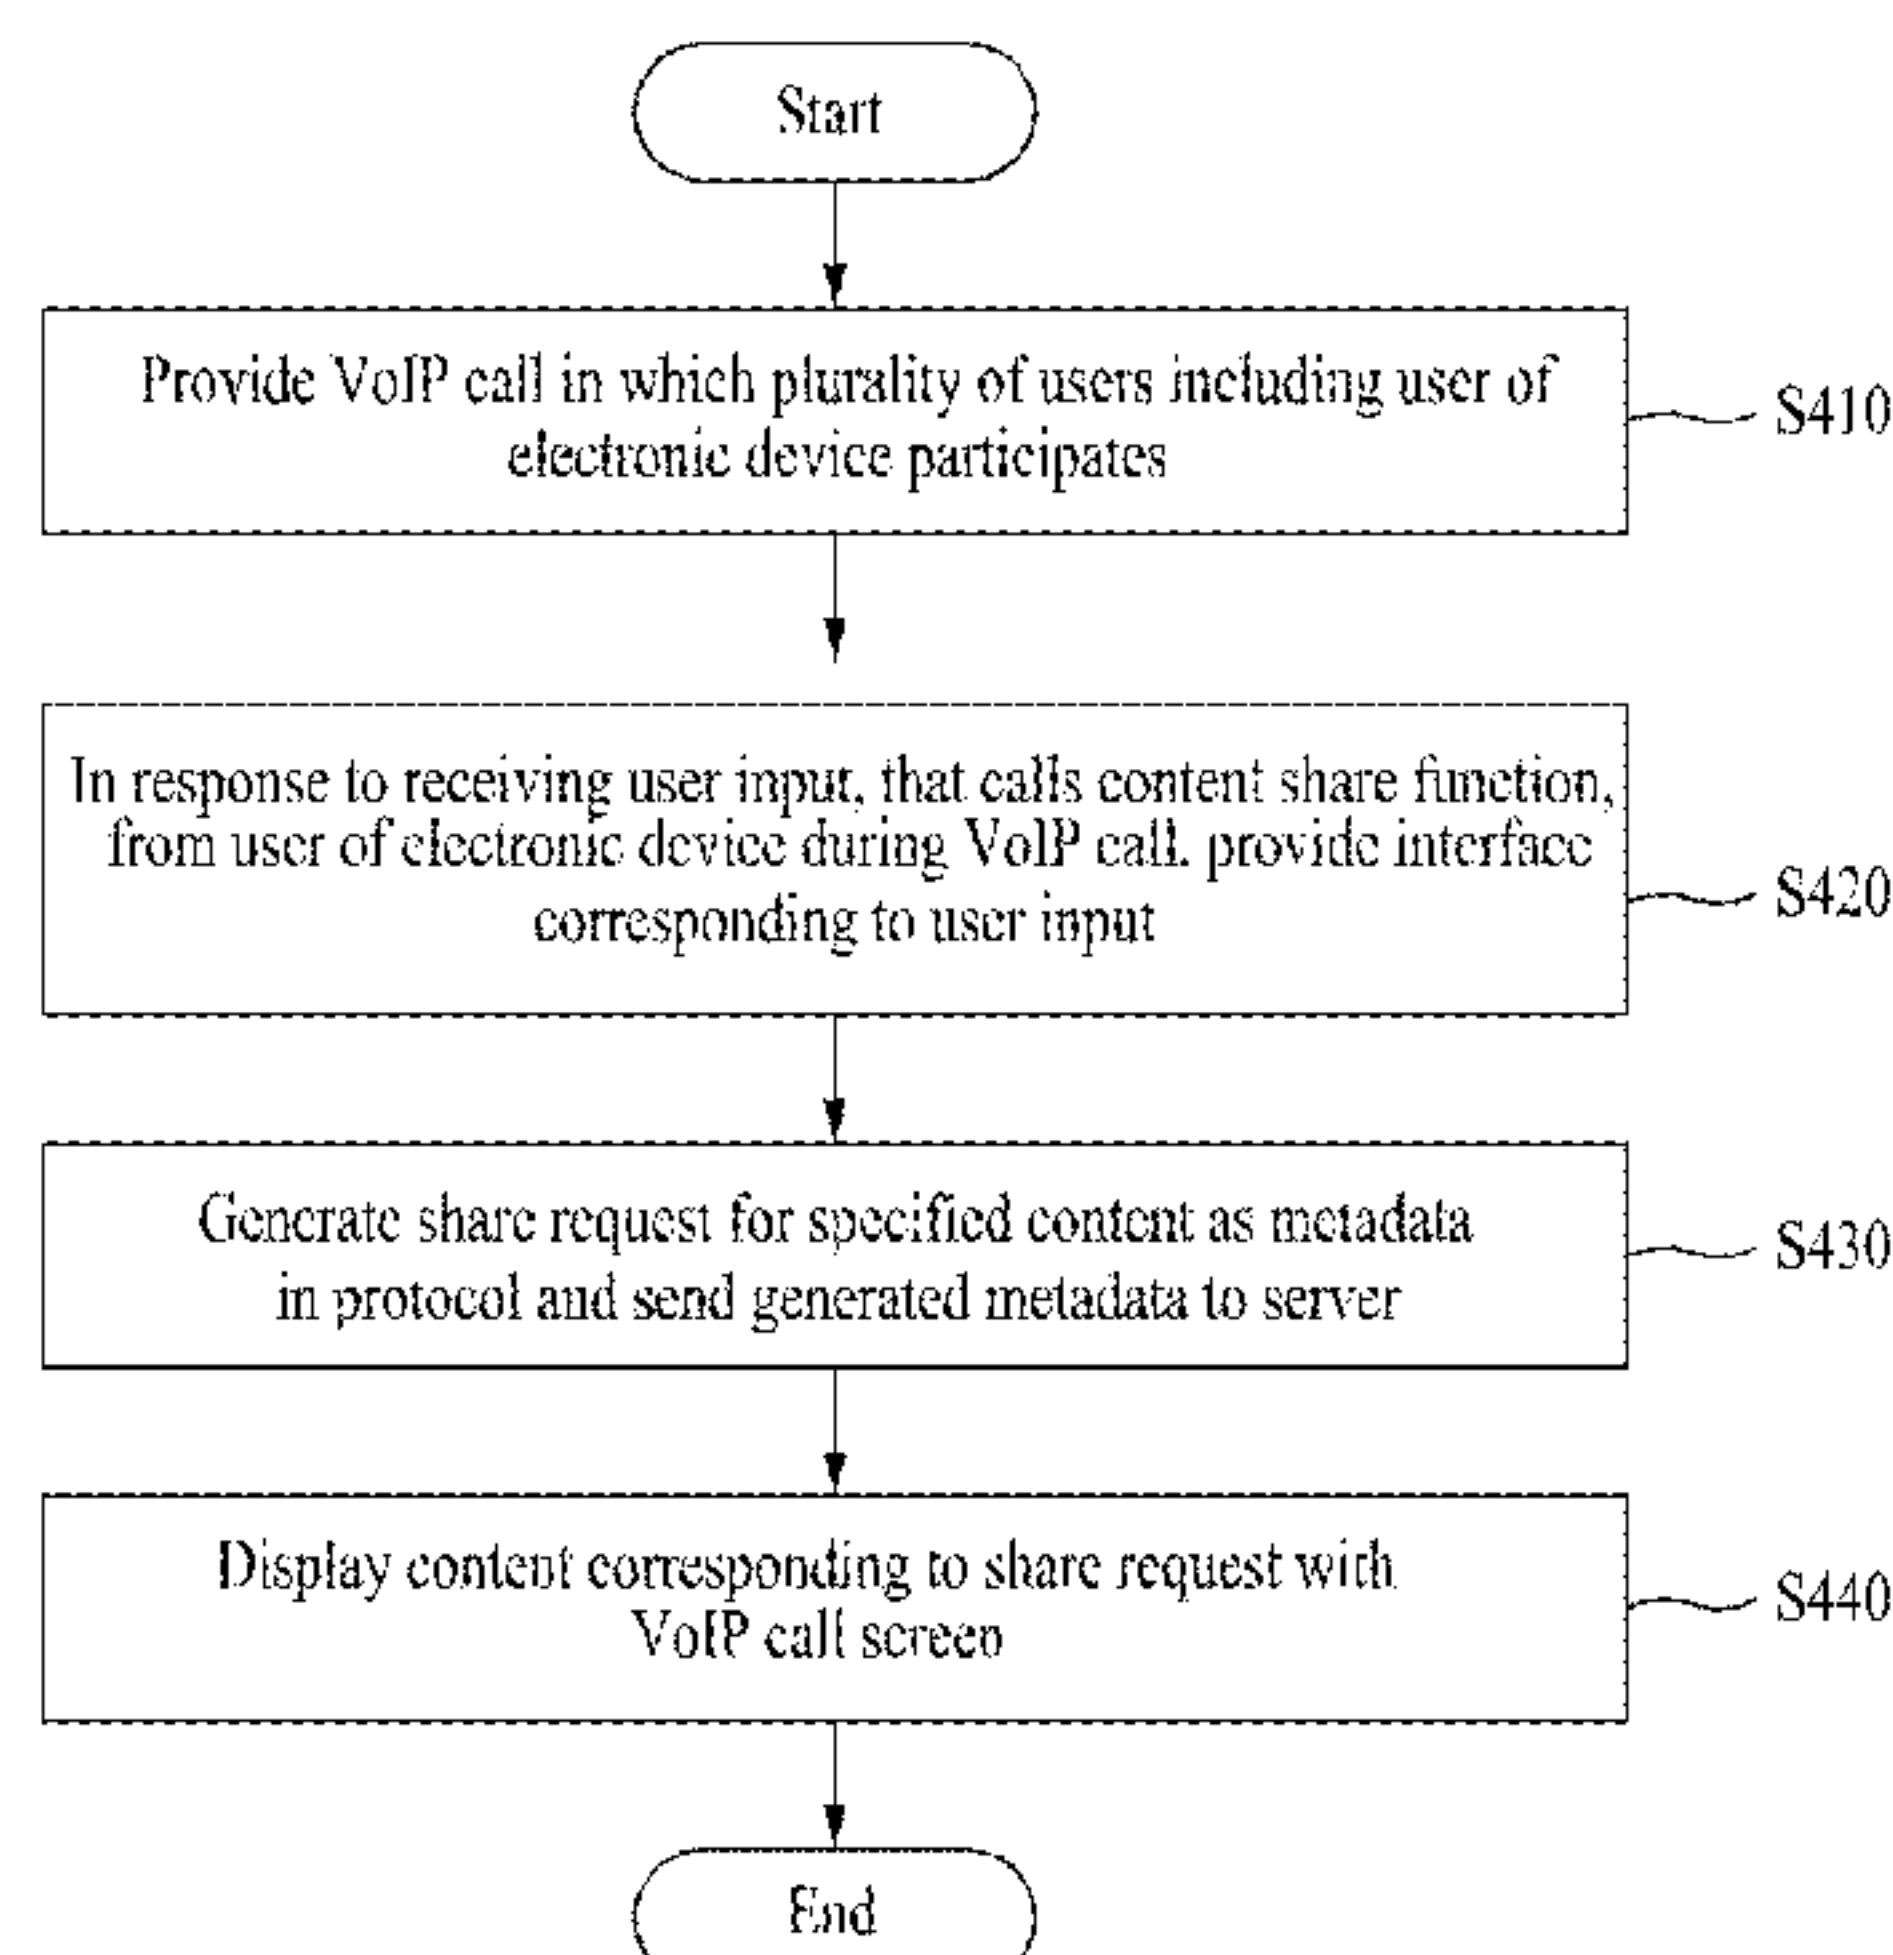 Start
Provide VoIP call in which plurality of users including user of
electronic device participates
S410
In response to receiving user input, that calls content share function,
from user of electronic device during VoIP call, provide interface
corresponding to user input
S420
Generate share request for specified content as metadata
in protocol and send generated metadata to server
S430
Display content corresponding to share request with
VoIP call screen
S440
End